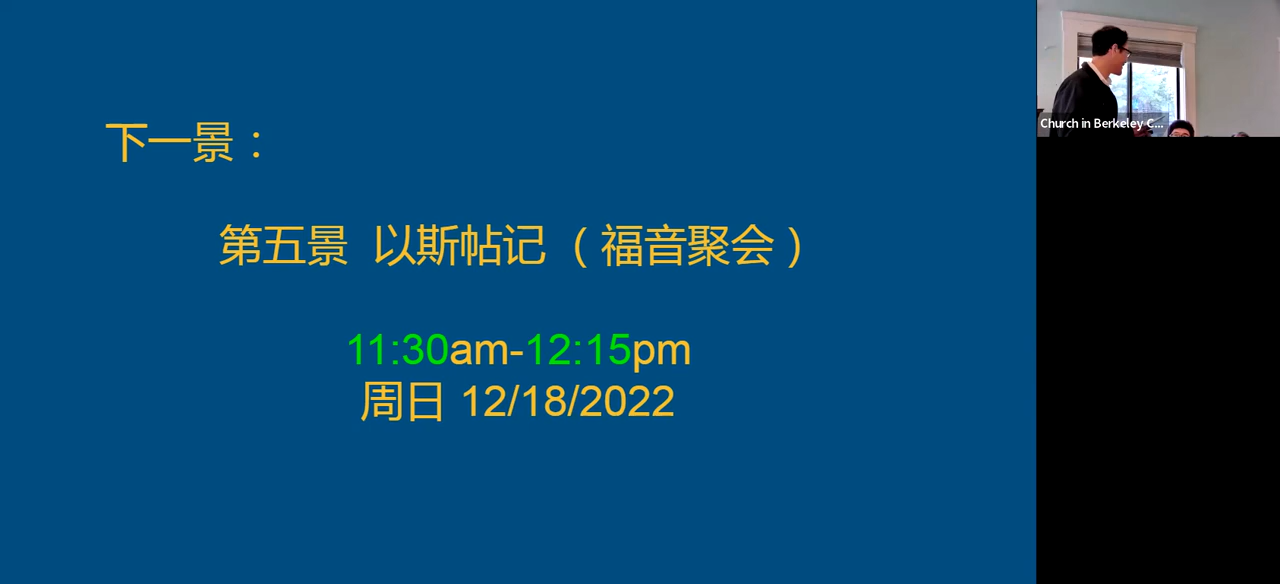 下一景：
第五景 以斯帖记（福音聚会）
11:30am-12:15pm
周日 12/18/2022
Church in Berkeley C...